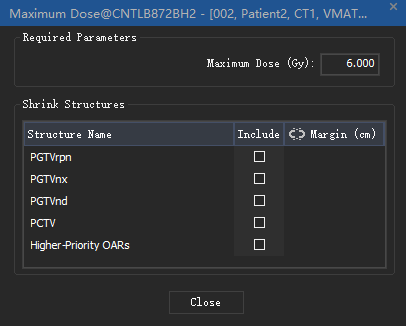 Maximum Dose@CNTLB872BH2 - [002, Patient2, CT1, VMAT...
Required Parameters
Maximum Dose (Gy): 6.000
Shrink Structures
Structure Name Include Margin (cm)
PGTVrpn
PGTVnx
PGTVnd
PCTV
Higher-Priority OARs
Close